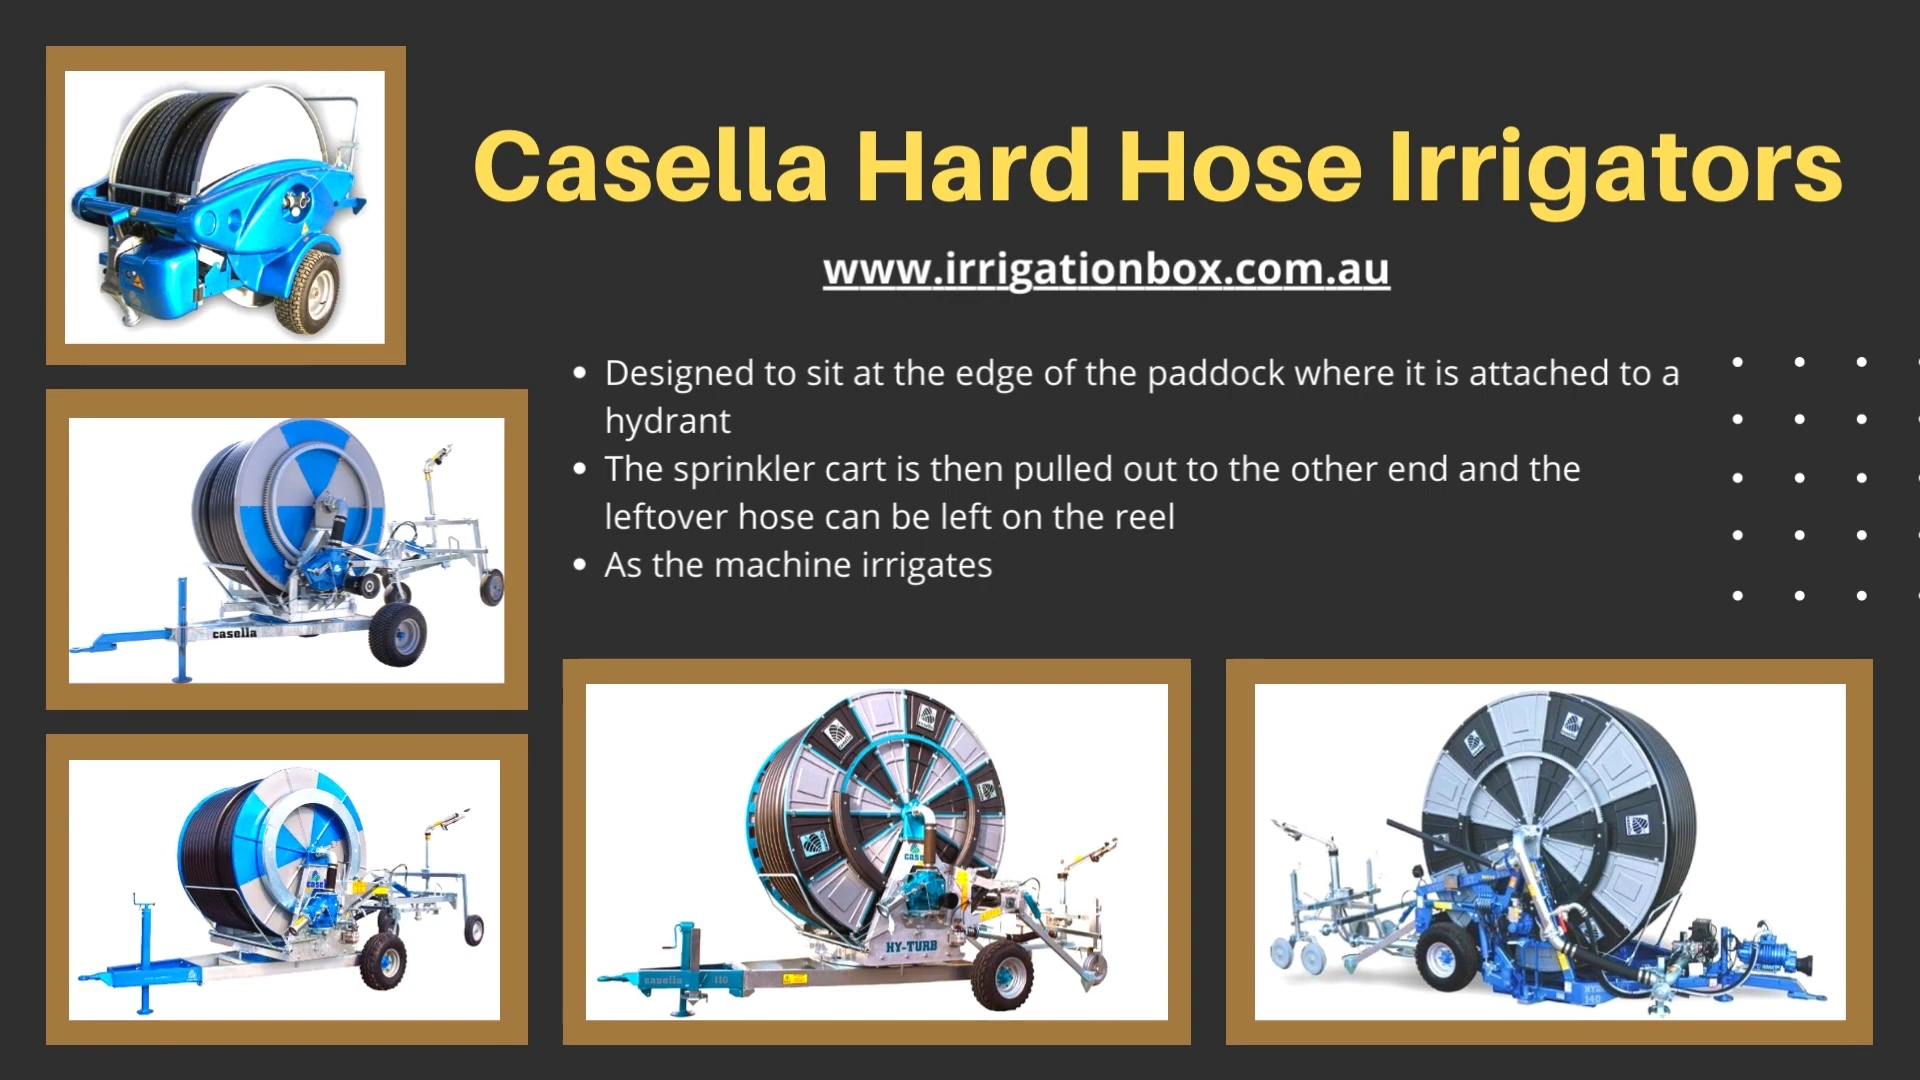 Casella Hard Hose Irrigators
www.irrigationbox.com.au
• Designed to sit at the edge of the paddock where it is attached to a
hydrant
• The sprinkler cart is then pulled out to the other end and the
leftover hose can be left on the reel
• As the machine irrigates
casella
HY-TURB
casella 110
140